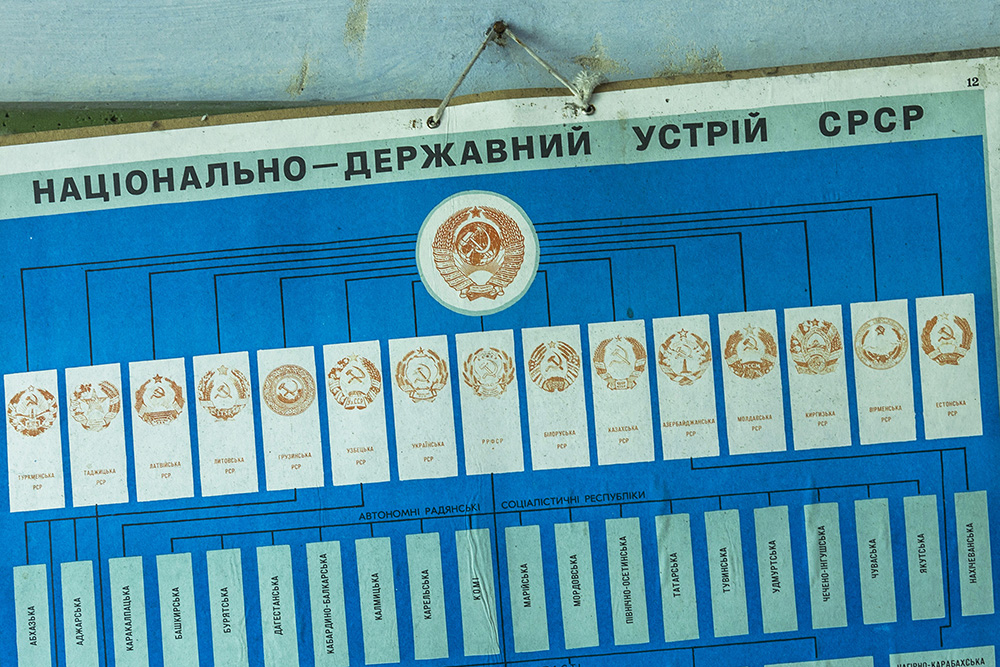 12
НАЦІОНАЛЬНО—ДЕРЖАВНИЙ УСТРІЙ СРСР
ТУРКМЕНСЬКА
РСР
ТАДЖИЦЬКА
РСР
ЛАТВІЙСЬКА
РСР
ЛИТОВСЬКА
РСР
ГРУЗИНСЬКА
РСР
УЗБЕЦЬКА
РСР
УКРАЇНСЬКА
РСР
РРФСР
БІЛОРУСЬКА
РСР
КАЗАХСЬКА
РСР
АЗЕРБАЙДЖАНСЬКА
РСР
МОЛДАВСЬКА
РСР
КИРГИЗЬКА
РСР
ВІРМЕНСЬКА
РСР
ЕСТОНСЬКА
РСР
АВТОНОМНІ РАДЯНСЬКІ СОЦІАЛІСТИЧНІ РЕСПУБЛІКИ
АБХАЗЬКА
АДЖАРСЬКА
КАРАКАЛПАЦЬКА
БАШКИРСЬКА
БУРЯТСЬКА
ДАГЕСТАНСЬКА
КАБАРДИНО-БАЛКАРСЬКА
КАЛМИЦЬКА
КАРЕЛЬСЬКА
КОМІ
МАРІЙСЬКА
МОРДОВСЬКА
ПІВНІЧНО-ОСЕТИНСЬКА
ТАТАРСЬКА
ТУВИНСЬКА
УДМУРТСЬКА
ЧЕЧЕНО-ІНГУШСЬКА
ЧУВАСЬКА
ЯКУТСЬКА
НАХІЧЕВАНСЬКА
НАГІРНО-КАРАБАХСЬКА